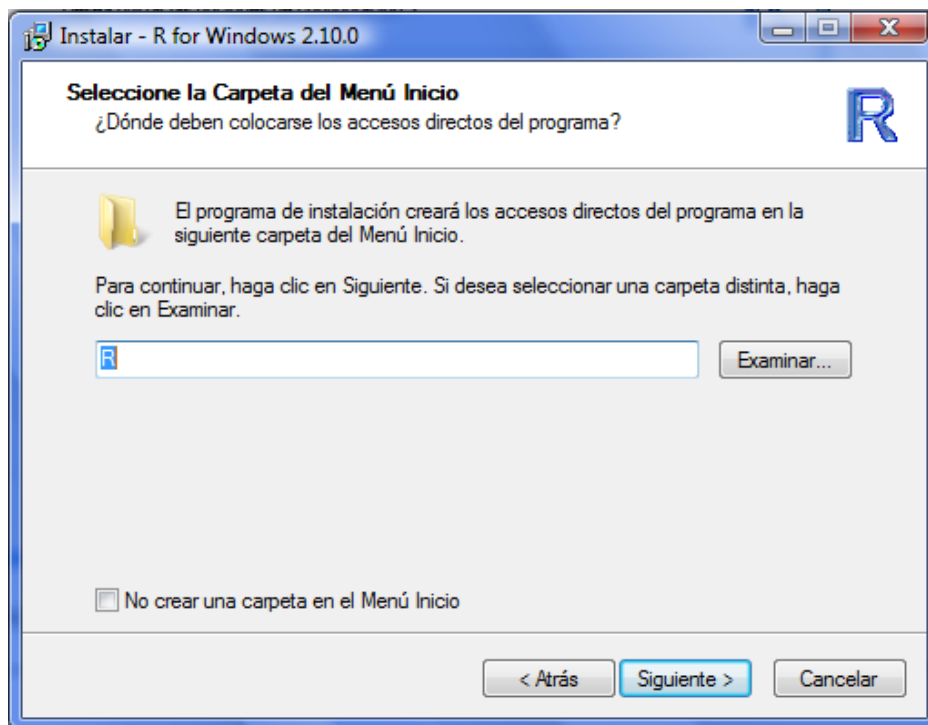 Instalar - R for Windows 2.10.0
Seleccione la Carpeta del Menú Inicio
¿Dónde deben colocarse los accesos directos del programa?
R
El programa de instalación creará los accesos directos del programa en la
siguiente carpeta del Menú Inicio.
Para continuar, haga clic en Siguiente. Si desea seleccionar una carpeta distinta, haga
clic en Examinar.
R
Examinar...
No crear una carpeta en el Menú Inicio
< Atrás
Siguiente >
Cancelar